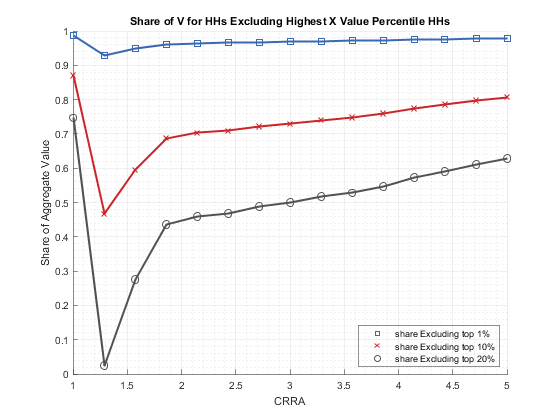 Share of V for HHs Excluding Highest X Value Percentile HHs
Share of Aggregate Value
1
0.9
0.8
0.7
0.6
0.5
0.4
0.3
0.2
0.1
0
share Excluding top 1%
share Excluding top 10%
share Excluding top 20%
1 1.5 2 2.5 3 3.5 4 4.5 5
CRRA